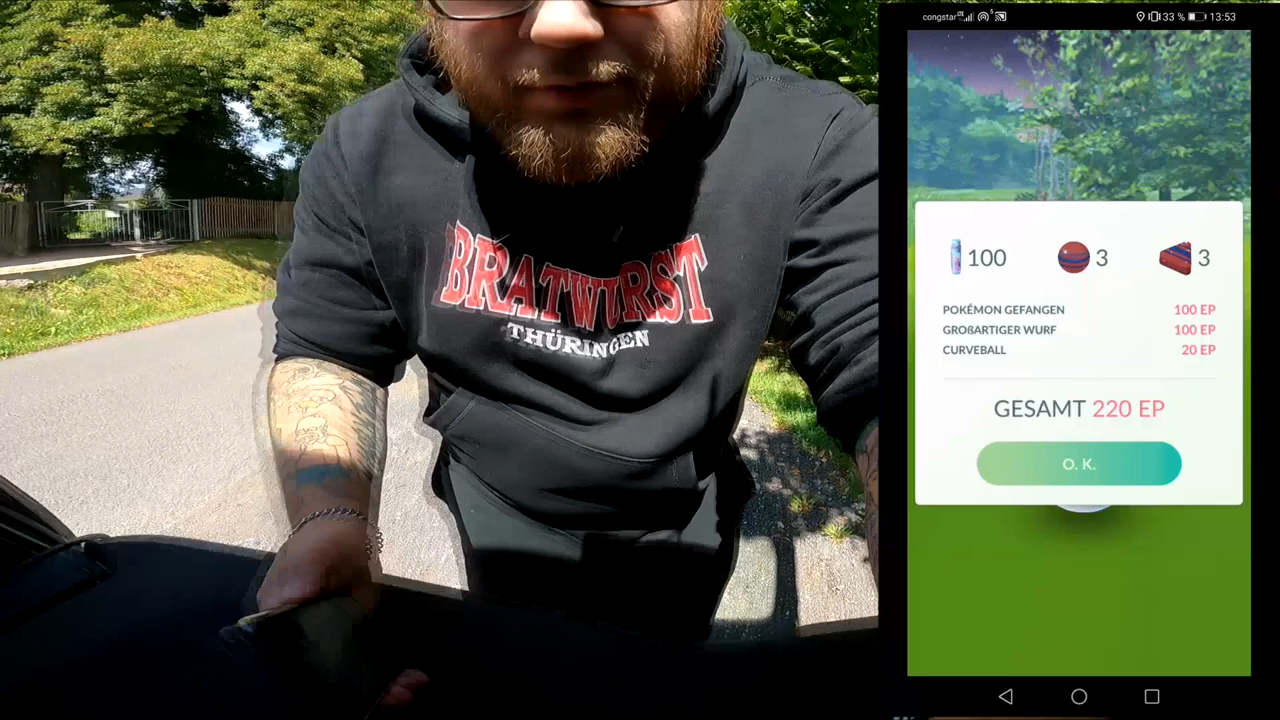 BRATWURST
THÜRINGEN
congstar 33 % 13:53
100 3 3
POKÉMON GEFANGEN 100 EP
GROßARTIGER WURF 100 EP
CURVEBALL 20 EP
GESAMT 220 EP
O. K.